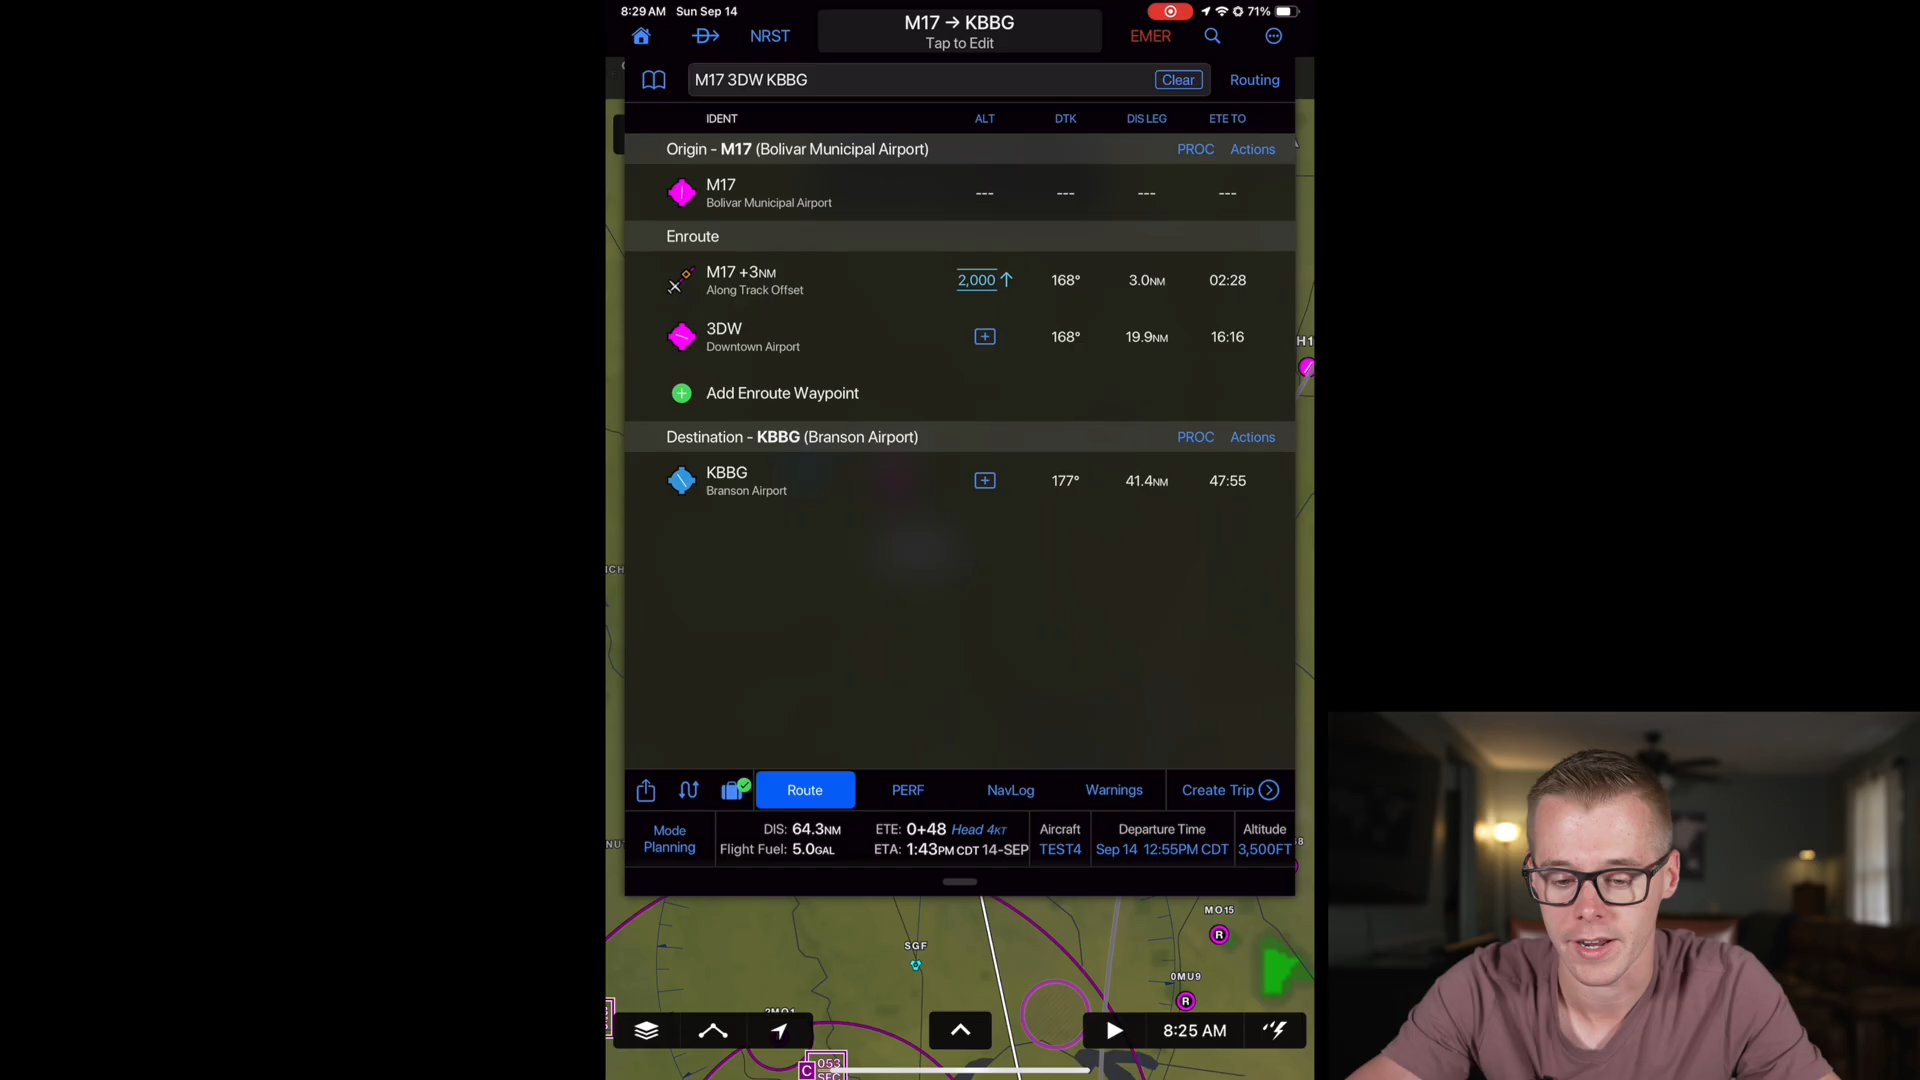 8:29 AM Sun Sep 14
71%
NRST
M17 → KBBG
Tap to Edit
EMER
M17 3DW KBBG
Clear
Routing
IDENT ALT DTK DIS LEG ETE TO
Origin - M17 (Bolivar Municipal Airport) PROC Actions
M17
Bolivar Municipal Airport
--- --- --- ---
Enroute
M17 +3NM
Along Track Offset
2,000 168° 3.0NM 02:28
3DW
Downtown Airport
168° 19.9NM 16:16
Add Enroute Waypoint
Destination - KBBG (Branson Airport) PROC Actions
KBBG
Branson Airport
177° 41.4NM 47:55
H1
Route PERF NavLog Warnings Create Trip
Mode
Planning
DIS: 64.3NM
Flight Fuel: 5.0GAL
ETE: 0+48 Head 4KT
ETA: 1:43PM CDT 14-SEP
Aircraft
TEST4
Departure Time
Sep 14 12:55PM CDT
Altitude
3,500FT
MO15
R
SGF
0MU9
R
2MO1
8:25 AM
053
SFC
C